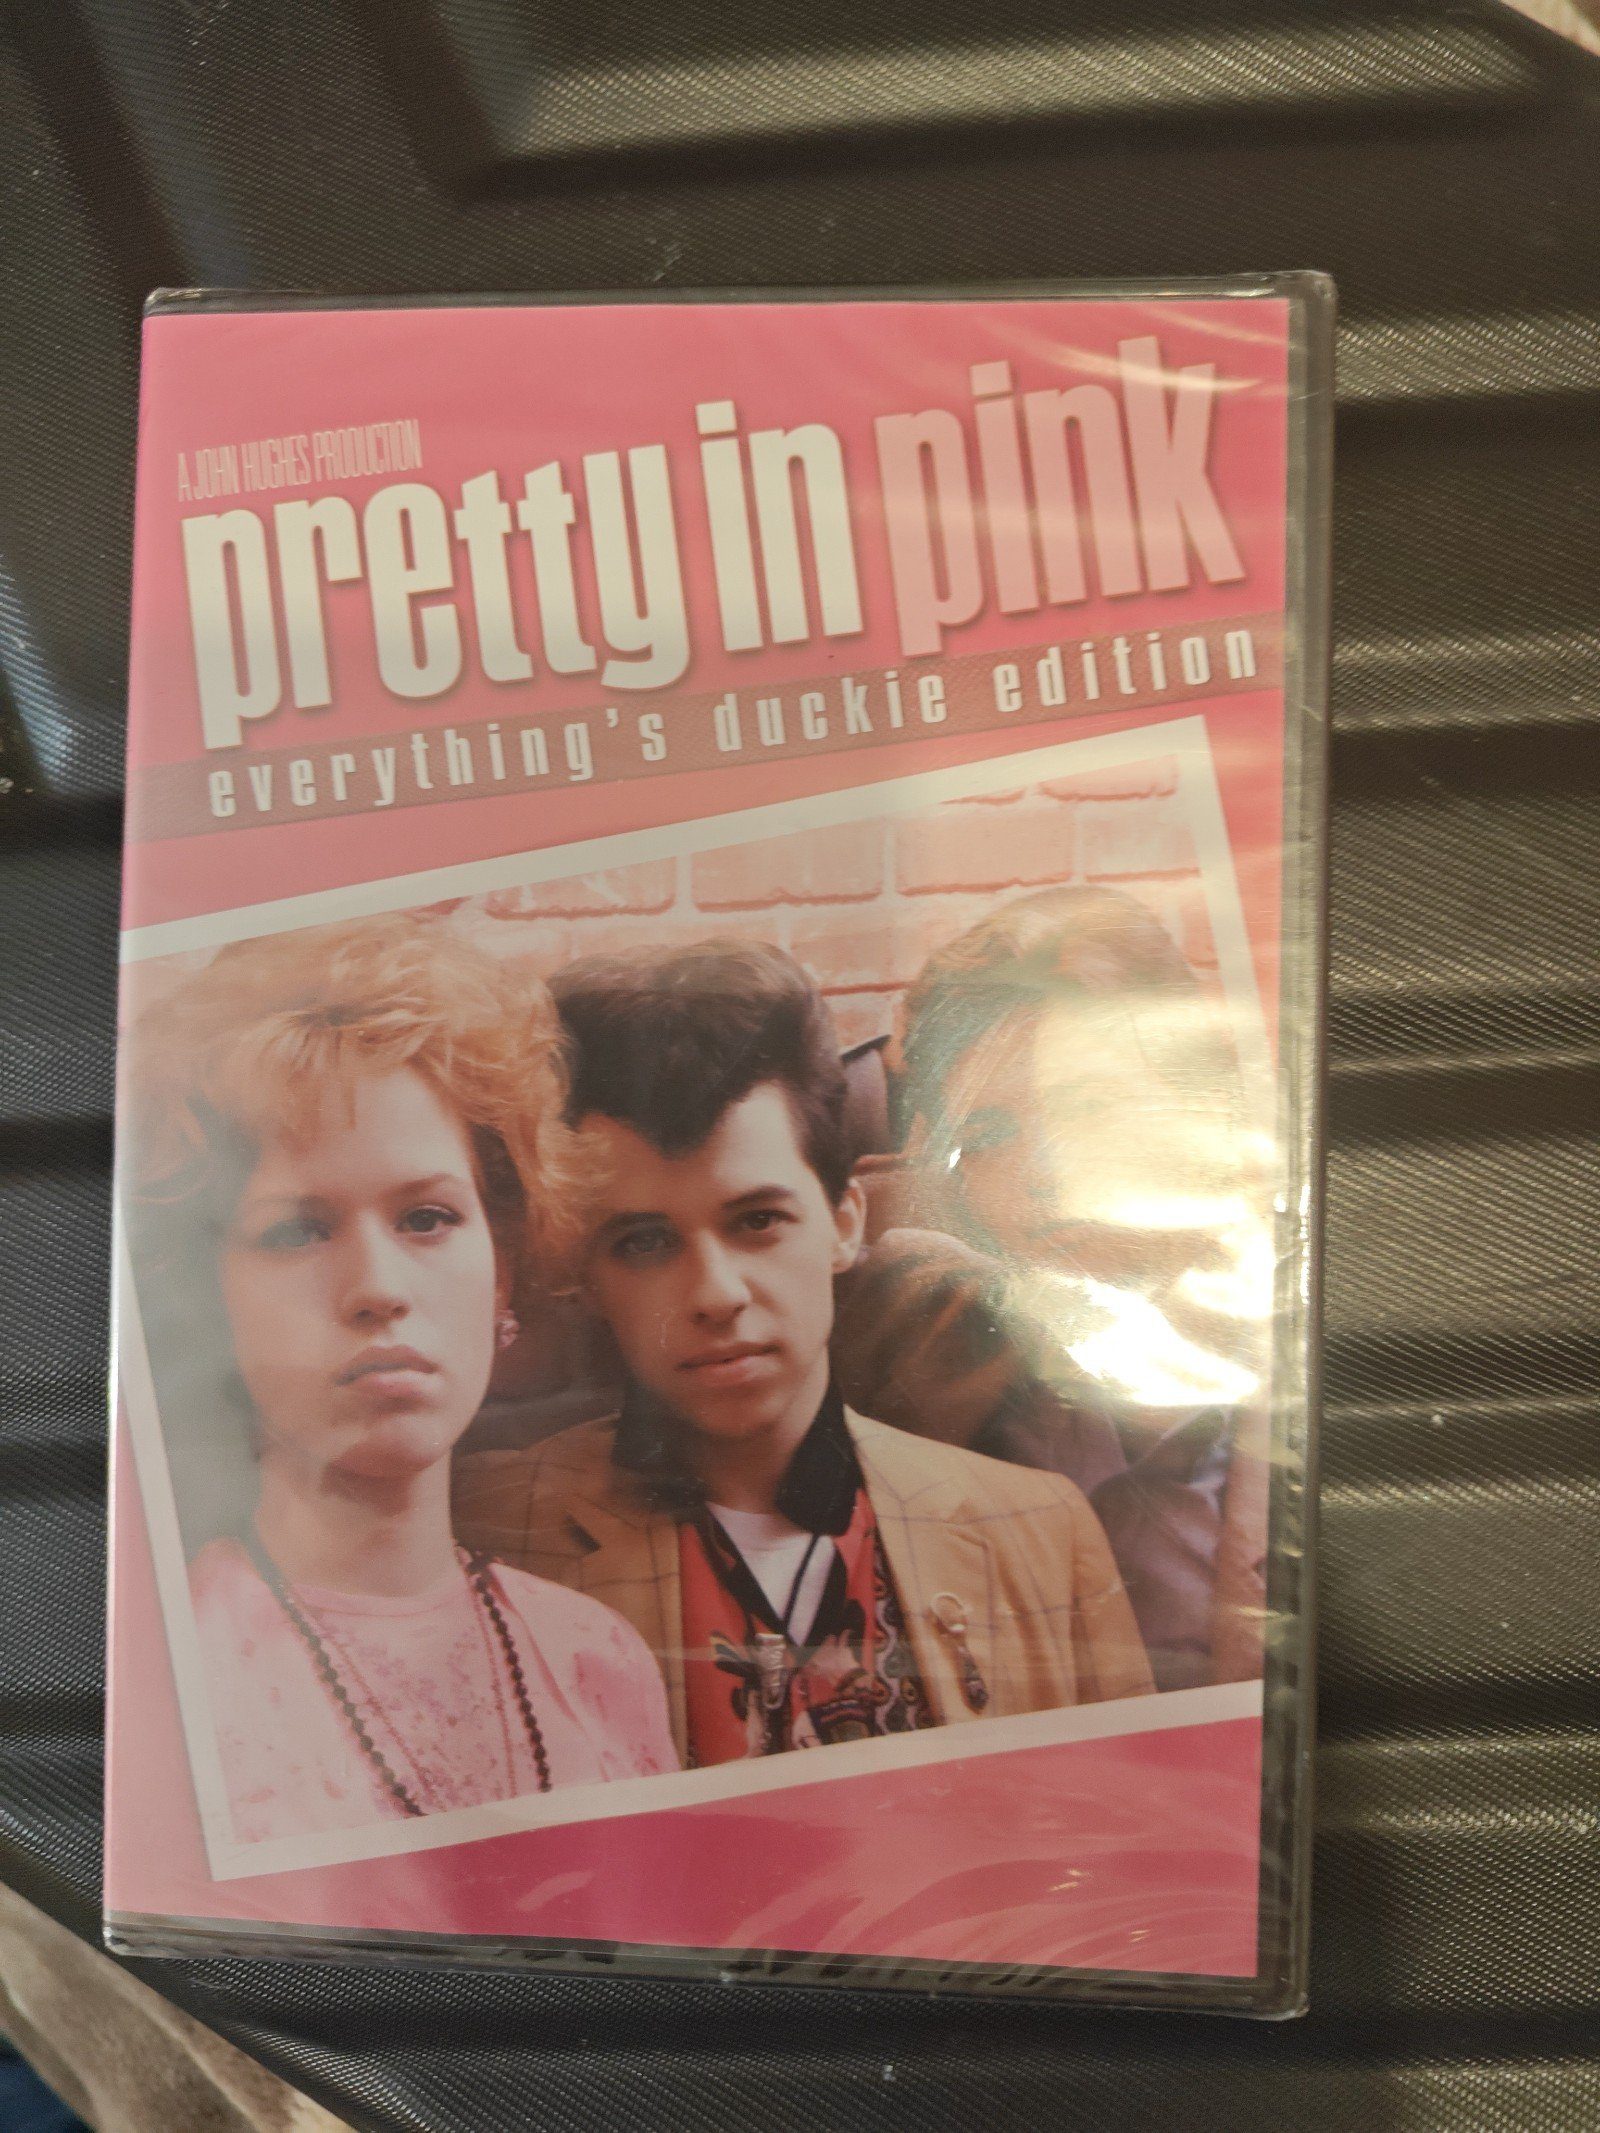 A JOHN HUGHES PRODUCTION
pretty in pink
everything's duckie edition